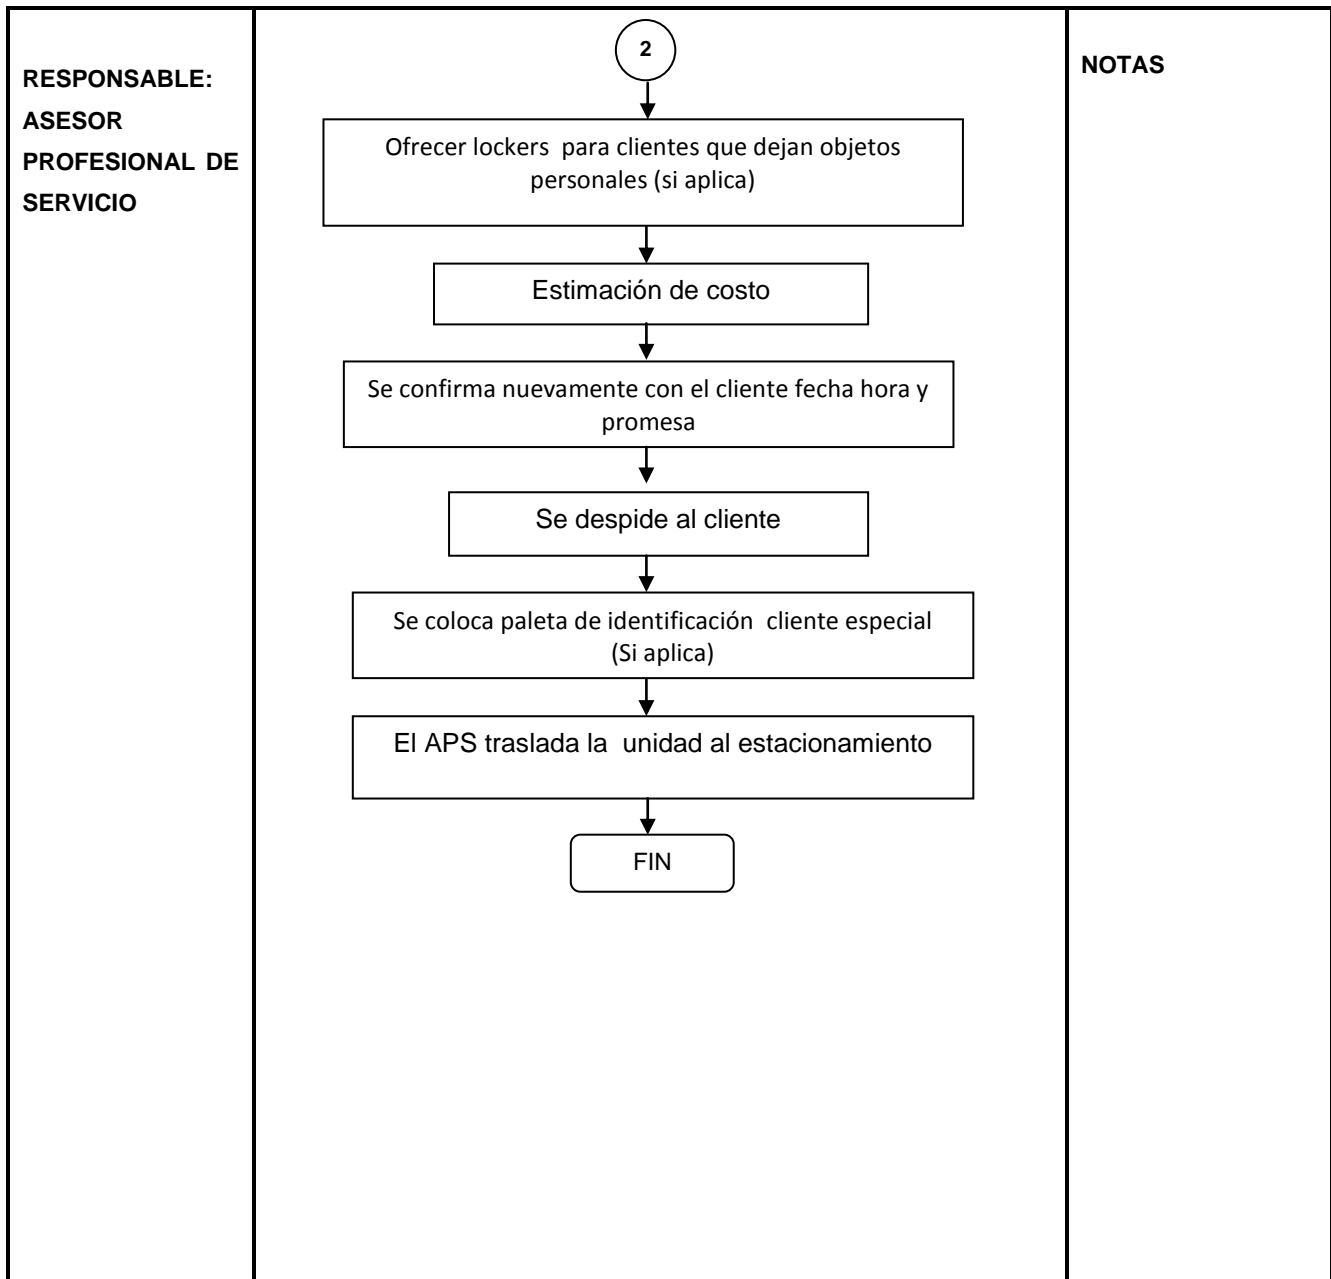 RESPONSABLE:
ASESOR
PROFESIONAL DE
SERVICIO
2
Ofrecer lockers para clientes que dejan objetos
personales (si aplica)
Estimación de costo
Se confirma nuevamente con el cliente fecha hora y
promesa
Se despide al cliente
Se coloca paleta de identificación cliente especial
(Si aplica)
El APS traslada la unidad al estacionamiento
FIN
NOTAS